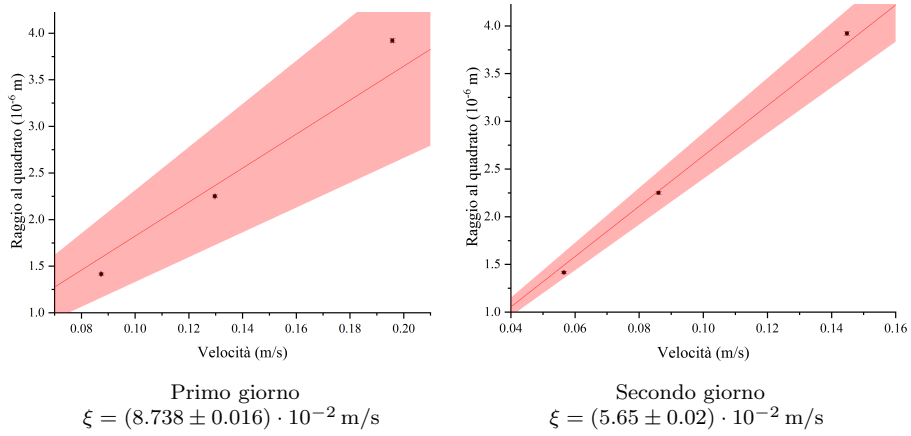 Raggio al quadrato (10⁻⁶ m)
4.0
3.5
3.0
2.5
2.0
1.5
1.0
0.08 0.10 0.12 0.14 0.16 0.18 0.20
Velocità (m/s)
Primo giorno
ξ = (8.738 ± 0.016) · 10⁻² m/s
Raggio al quadrato (10⁻⁶ m)
4.0
3.5
3.0
2.5
2.0
1.5
1.0
0.04 0.06 0.08 0.10 0.12 0.14 0.16
Velocità (m/s)
Secondo giorno
ξ = (5.65 ± 0.02) · 10⁻² m/s